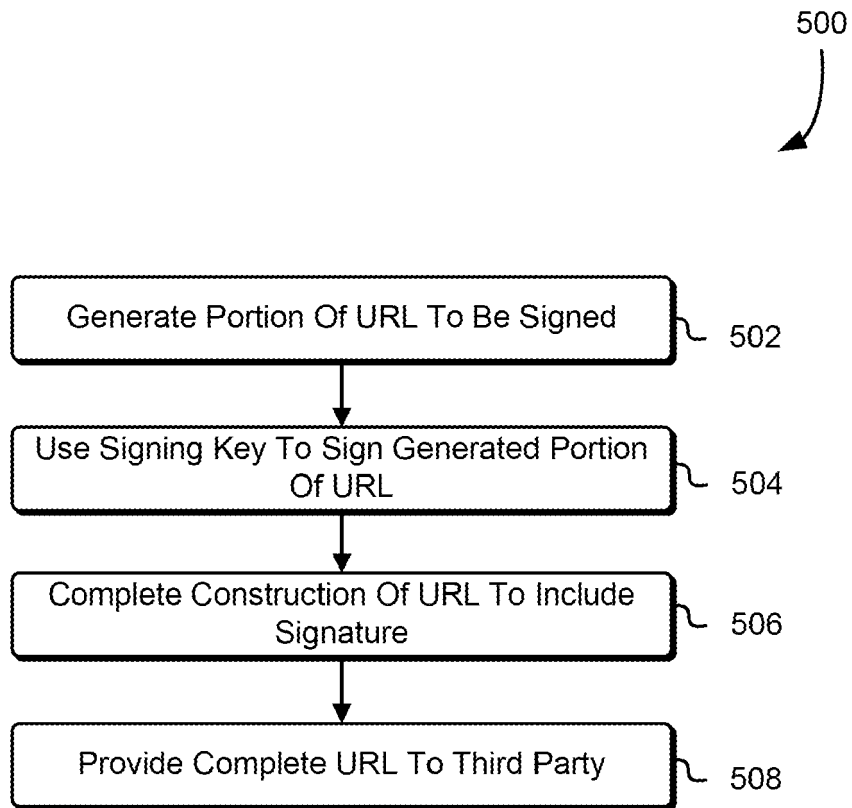 500
Generate Portion Of URL To Be Signed
502
Use Signing Key To Sign Generated Portion
Of URL
504
Complete Construction Of URL To Include
Signature
506
Provide Complete URL To Third Party
508